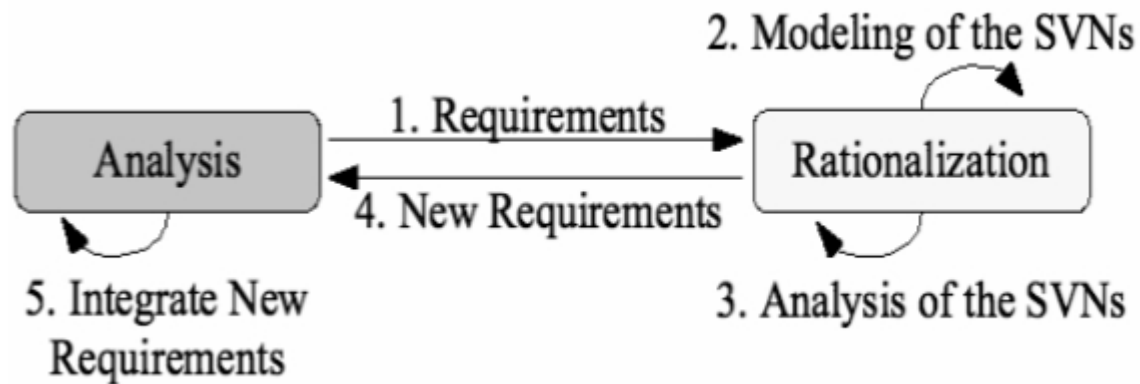 2. Modeling of the SVNs
1. Requirements
Analysis
Rationalization
4. New Requirements
5. Integrate New
Requirements
3. Analysis of the SVNs